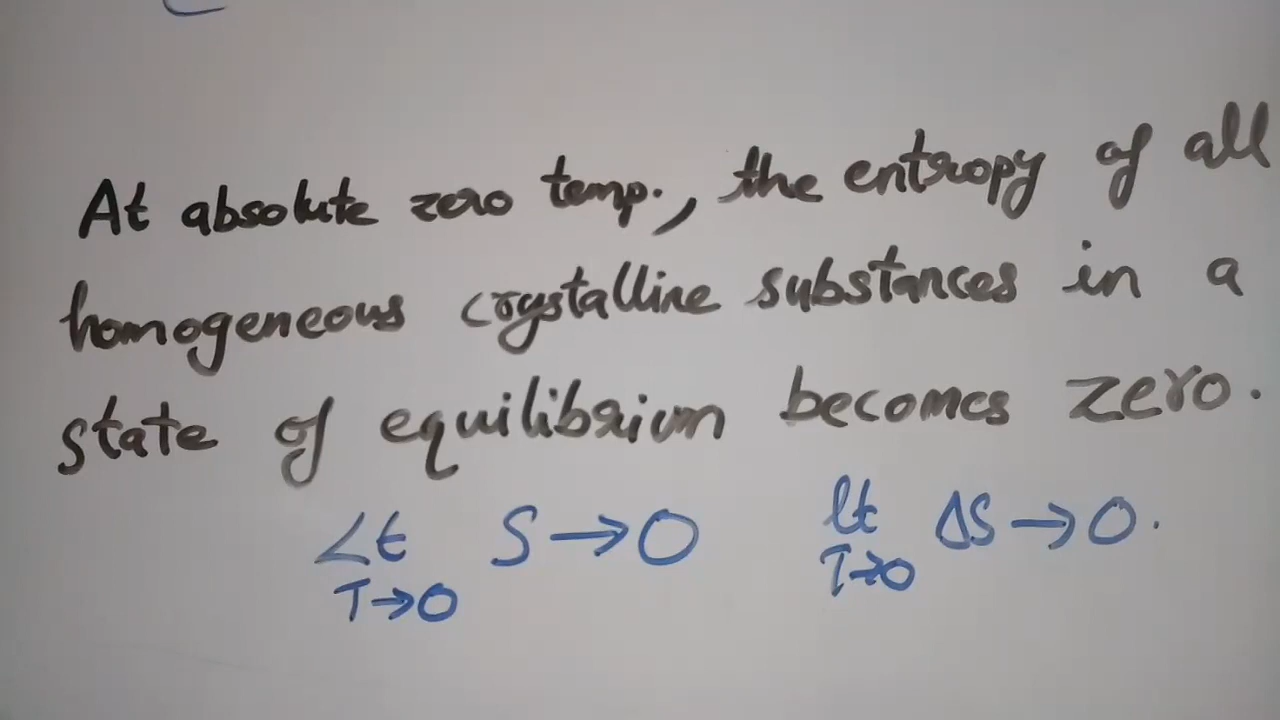 At absolute zero temp., the entropy of all
homogeneous crystalline substances in a
state of equilibrium becomes zero.
Lt S→0 lt ΔS→0.
T→0 T→0